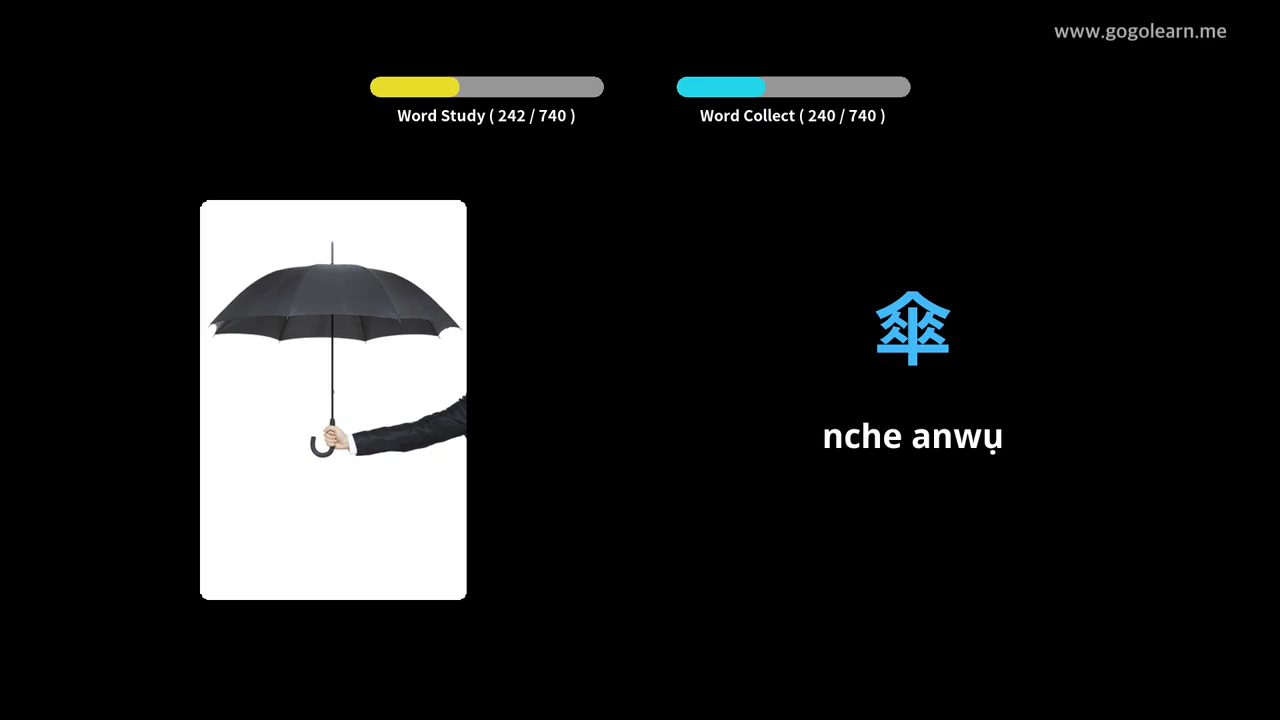 www.gogolearn.me
Word Study ( 242 / 740 )
Word Collect ( 240 / 740 )
傘
nche anwụ